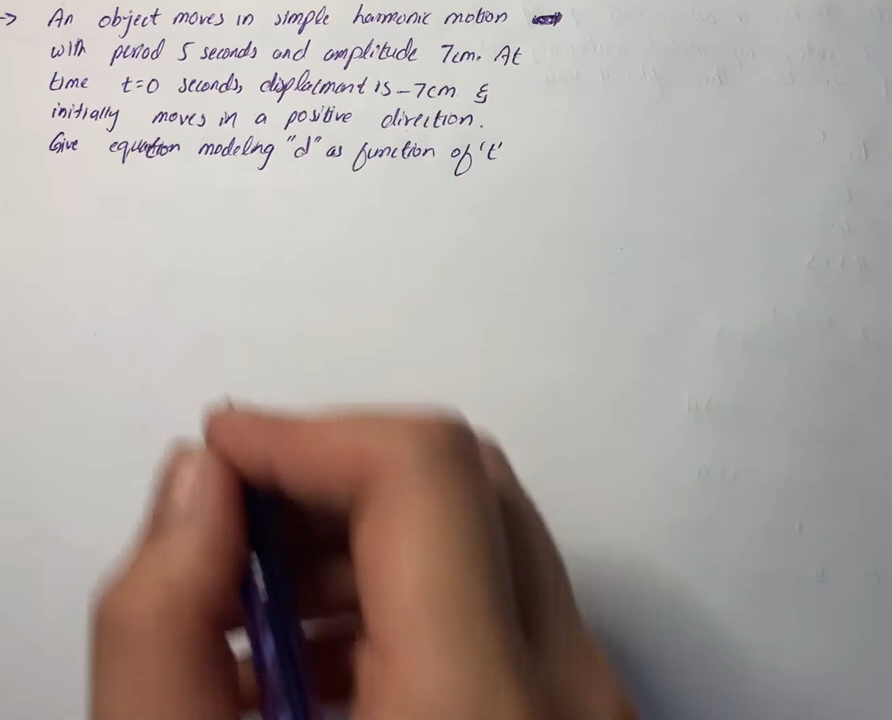 → An object moves in simple harmonic motion
with period 5 seconds and amplitude 7cm. At
time t=0 seconds, displacment is -7cm &
initially moves in a positive direction.
Give equation modeling "d" as function of 't'